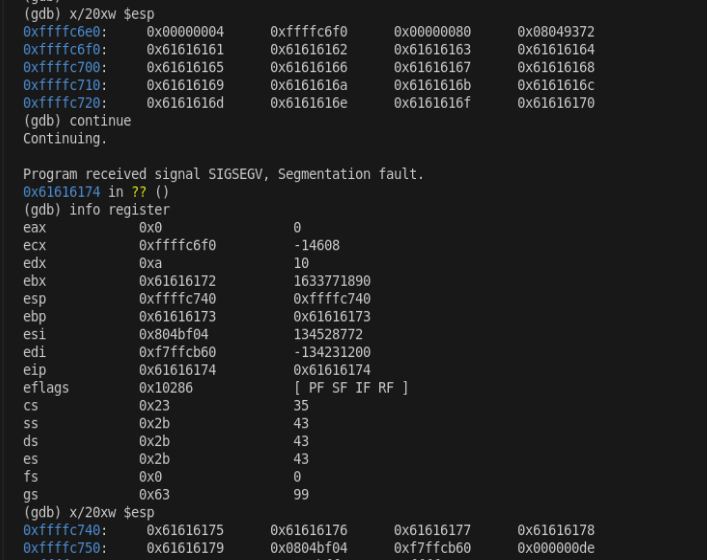 (gdb) x/20xw $esp
0xffffc6e0: 0x00000004 0xffffc6f0 0x00000080 0x08049372
0xffffc6f0: 0x61616161 0x61616162 0x61616163 0x61616164
0xffffc700: 0x61616165 0x61616166 0x61616167 0x61616168
0xffffc710: 0x61616169 0x6161616a 0x6161616b 0x6161616c
0xffffc720: 0x6161616d 0x6161616e 0x6161616f 0x61616170
(gdb) continue
Continuing.
Program received signal SIGSEGV, Segmentation fault.
0x61616174 in ?? ()
(gdb) info register
eax 0x0 0
ecx 0xffffc6f0 -14608
edx 0xa 10
ebx 0x61616172 1633771890
esp 0xffffc740 0xffffc740
ebp 0x61616173 0x61616173
esi 0x804bf04 134528772
edi 0xf7ffcb60 -134231200
eip 0x61616174 0x61616174
eflags 0x10286 [ PF SF IF RF ]
cs 0x23 35
ss 0x2b 43
ds 0x2b 43
es 0x2b 43
fs 0x0 0
gs 0x63 99
(gdb) x/20xw $esp
0xffffc740: 0x61616175 0x61616176 0x61616177 0x61616178
0xffffc750: 0x61616179 0x0804bf04 0xf7ffcb60 0x000000de